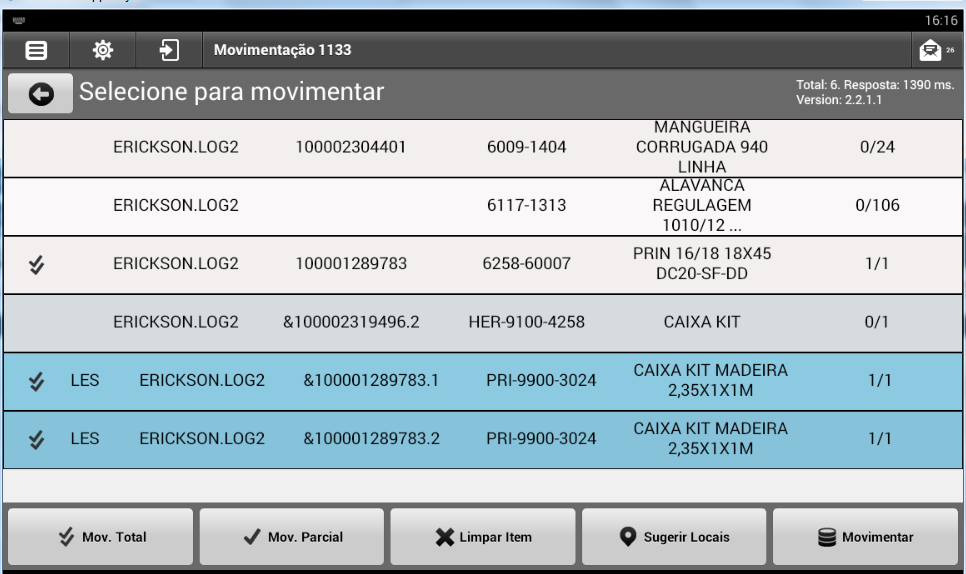 16:16
Movimentação 1133
26
Selecione para movimentar
Total: 6. Resposta: 1390 ms.
Version: 2.2.1.1
ERICKSON.LOG2 100002304401 6009-1404 MANGUEIRA CORRUGADA 940 LINHA 0/24
ERICKSON.LOG2 6117-1313 ALAVANCA REGULAGEM 1010/12 ... 0/106
ERICKSON.LOG2 100001289783 6258-60007 PRIN 16/18 18X45 DC20-SF-DD 1/1
ERICKSON.LOG2 &100002319496.2 HER-9100-4258 CAIXA KIT 0/1
LES ERICKSON.LOG2 &100001289783.1 PRI-9900-3024 CAIXA KIT MADEIRA 2,35X1X1M 1/1
LES ERICKSON.LOG2 &100001289783.2 PRI-9900-3024 CAIXA KIT MADEIRA 2,35X1X1M 1/1
Mov. Total Mov. Parcial Limpar Item Sugerir Locais Movimentar